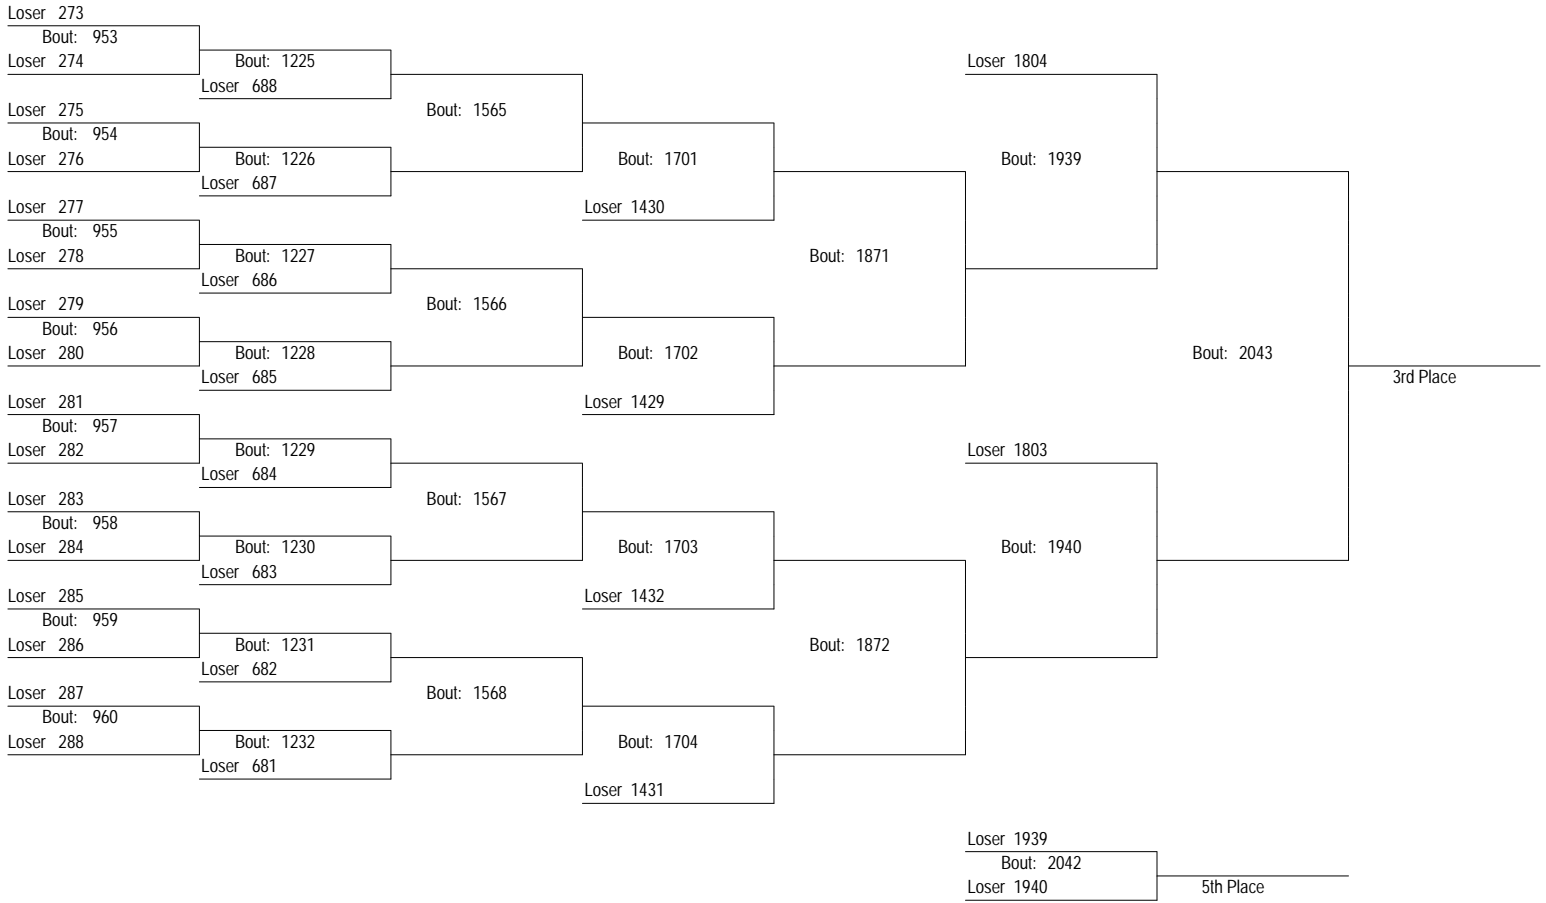 Loser 273
Bout: 953
Loser 274
Bout: 1225
Loser 1804
Loser 688
Loser 275
Bout: 1565
Bout: 954
Loser 276
Bout: 1226
Bout: 1701
Bout: 1939
Loser 687
Loser 277
Loser 1430
Bout: 955
Loser 278
Bout: 1227
Bout: 1871
Loser 686
Loser 279
Bout: 1566
Bout: 956
Loser 280
Bout: 1228
Bout: 1702
Bout: 2043
Loser 685
3rd Place
Loser 281
Loser 1429
Bout: 957
Loser 282
Bout: 1229
Loser 1803
Loser 684
Loser 283
Bout: 1567
Bout: 958
Loser 284
Bout: 1230
Bout: 1703
Bout: 1940
Loser 683
Loser 285
Loser 1432
Bout: 959
Loser 286
Bout: 1231
Bout: 1872
Loser 682
Loser 287
Bout: 1568
Bout: 960
Loser 288
Bout: 1232
Bout: 1704
Loser 681
Loser 1431
Loser 1939
Bout: 2042
Loser 1940
5th Place